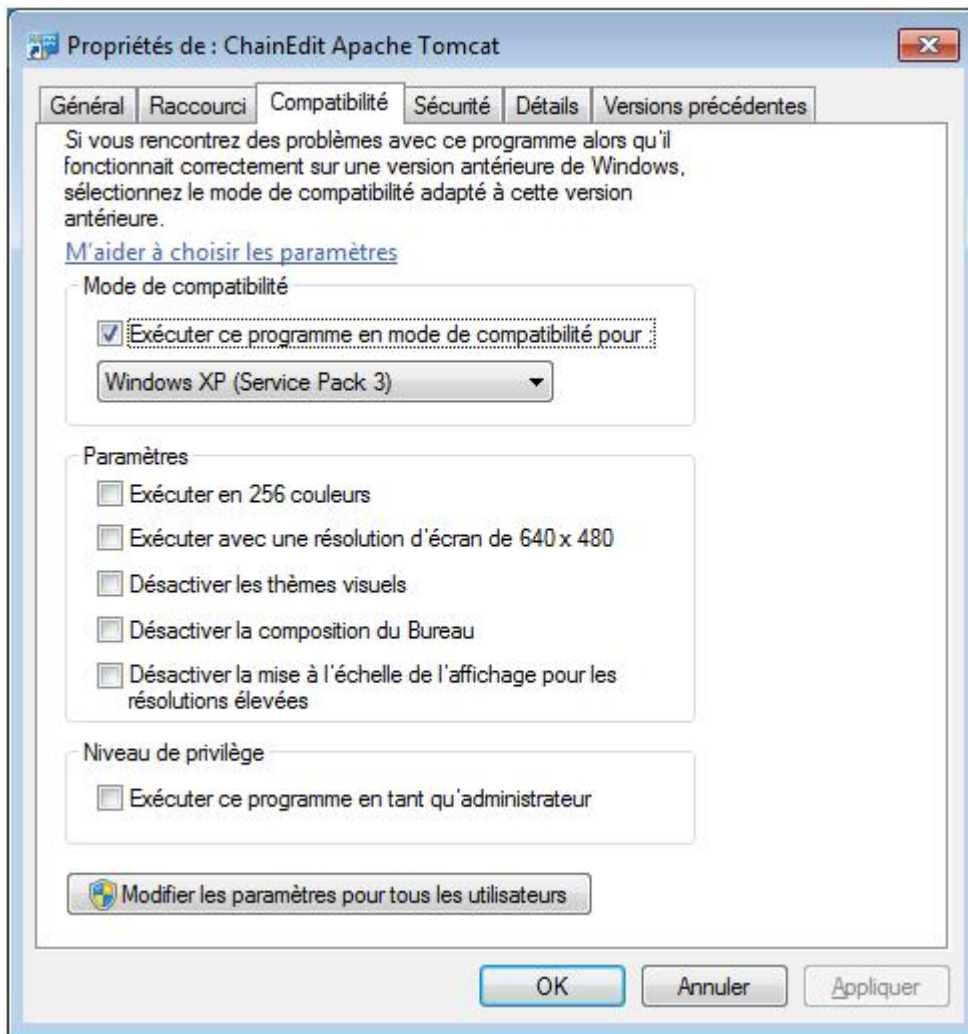 Propriétés de : ChainEdit Apache Tomcat
Général Raccourci Compatibilité Sécurité Détails Versions précédentes
Si vous rencontrez des problèmes avec ce programme alors qu'il
fonctionnait correctement sur une version antérieure de Windows,
sélectionnez le mode de compatibilité adapté à cette version
antérieure.
M'aider à choisir les paramètres
Mode de compatibilité
Exécuter ce programme en mode de compatibilité pour :
Windows XP (Service Pack 3)
Paramètres
Exécuter en 256 couleurs
Exécuter avec une résolution d'écran de 640 x 480
Désactiver les thèmes visuels
Désactiver la composition du Bureau
Désactiver la mise à l'échelle de l'affichage pour les
résolutions élevées
Niveau de privilège
Exécuter ce programme en tant qu'administrateur
Modifier les paramètres pour tous les utilisateurs
OK Annuler Appliquer